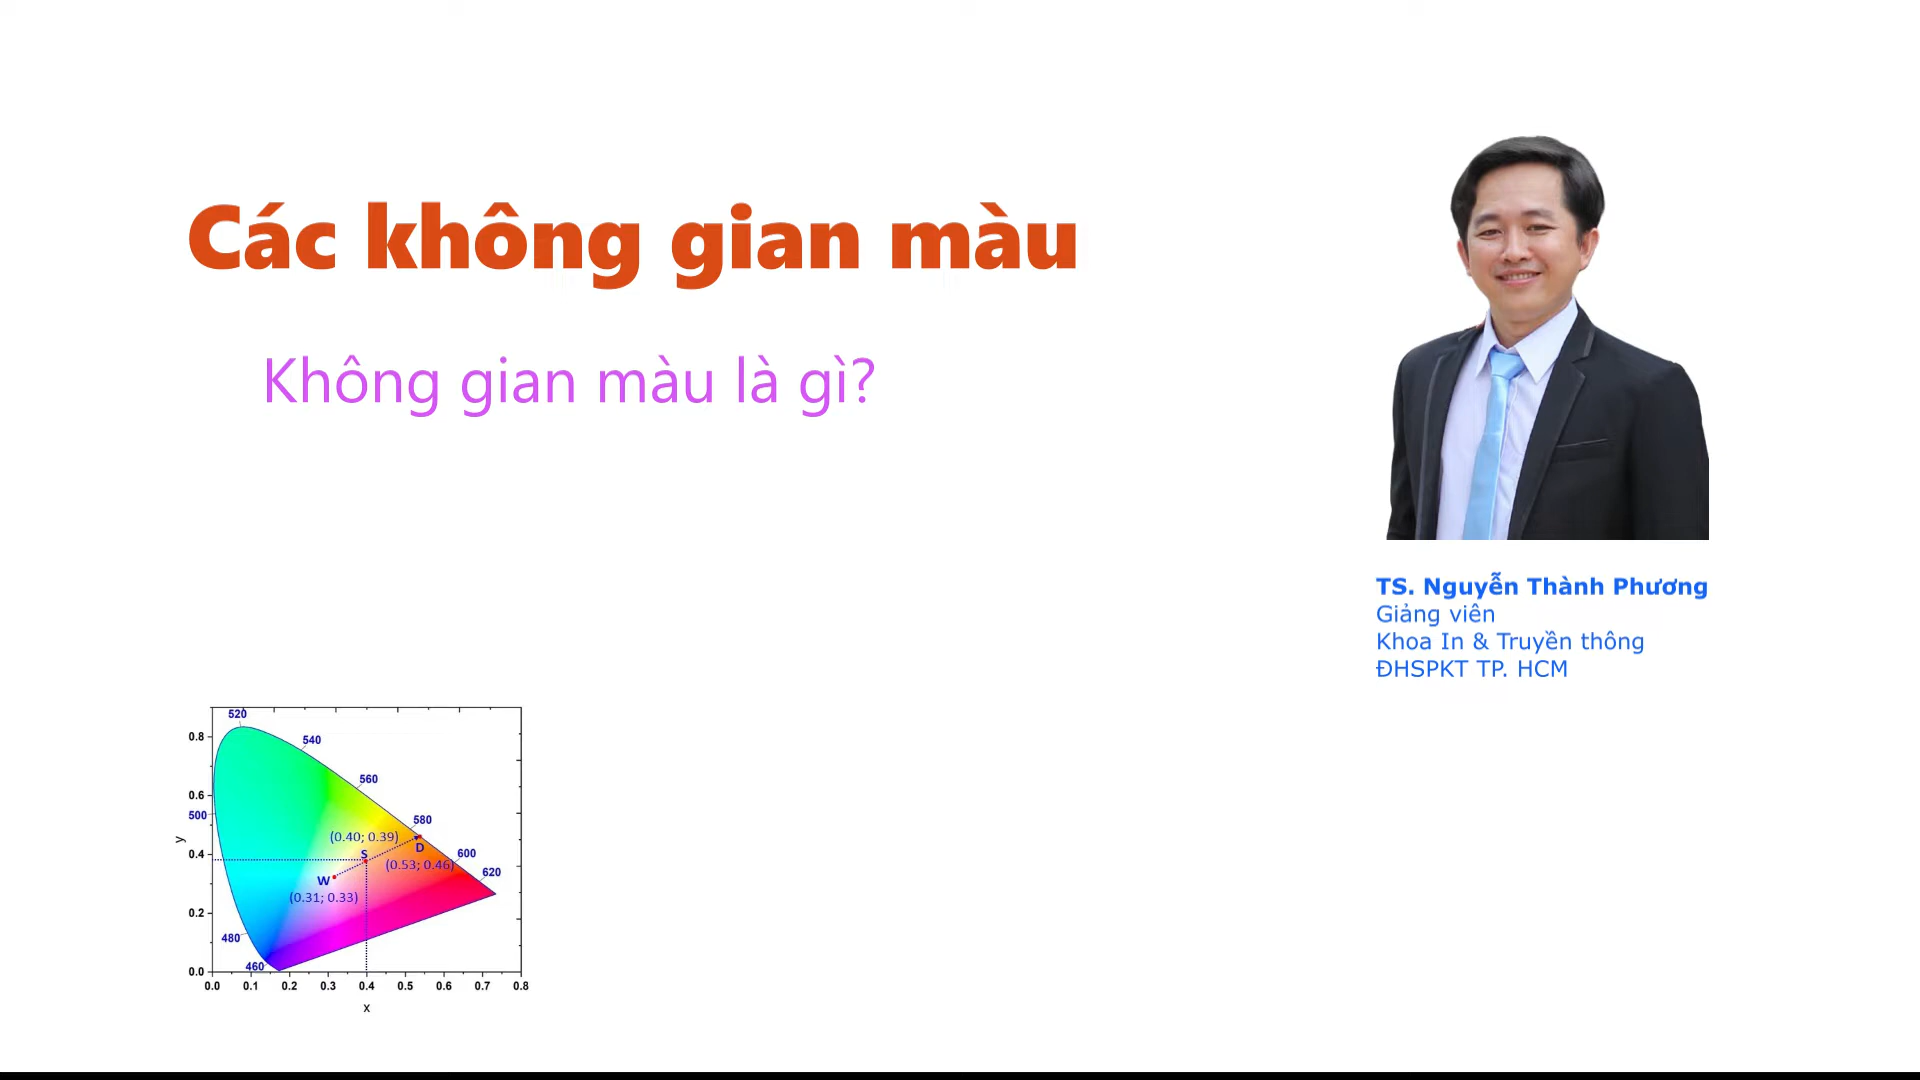 Các không gian màu
Không gian màu là gì?
TS. Nguyễn Thành Phương
Giảng viên
Khoa In & Truyền thông
ĐHSPKT TP. HCM
520
540
0.8
560
0.6
500
580
y
(0.40; 0.39)
D
0.4
S
600
(0.53; 0.46)
620
W
(0.31; 0.33)
0.2
480
460
0.0
0.0 0.1 0.2 0.3 0.4 0.5 0.6 0.7 0.8
x